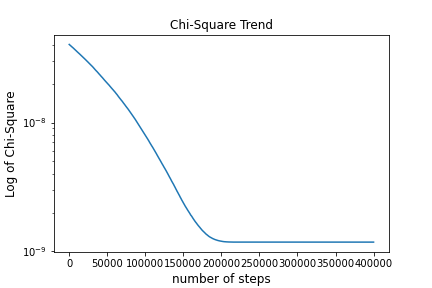 Chi-Square Trend
Log of Chi-Square
10⁻⁸
10⁻⁹
0 50000 100000 150000 200000 250000 300000 350000 400000
number of steps